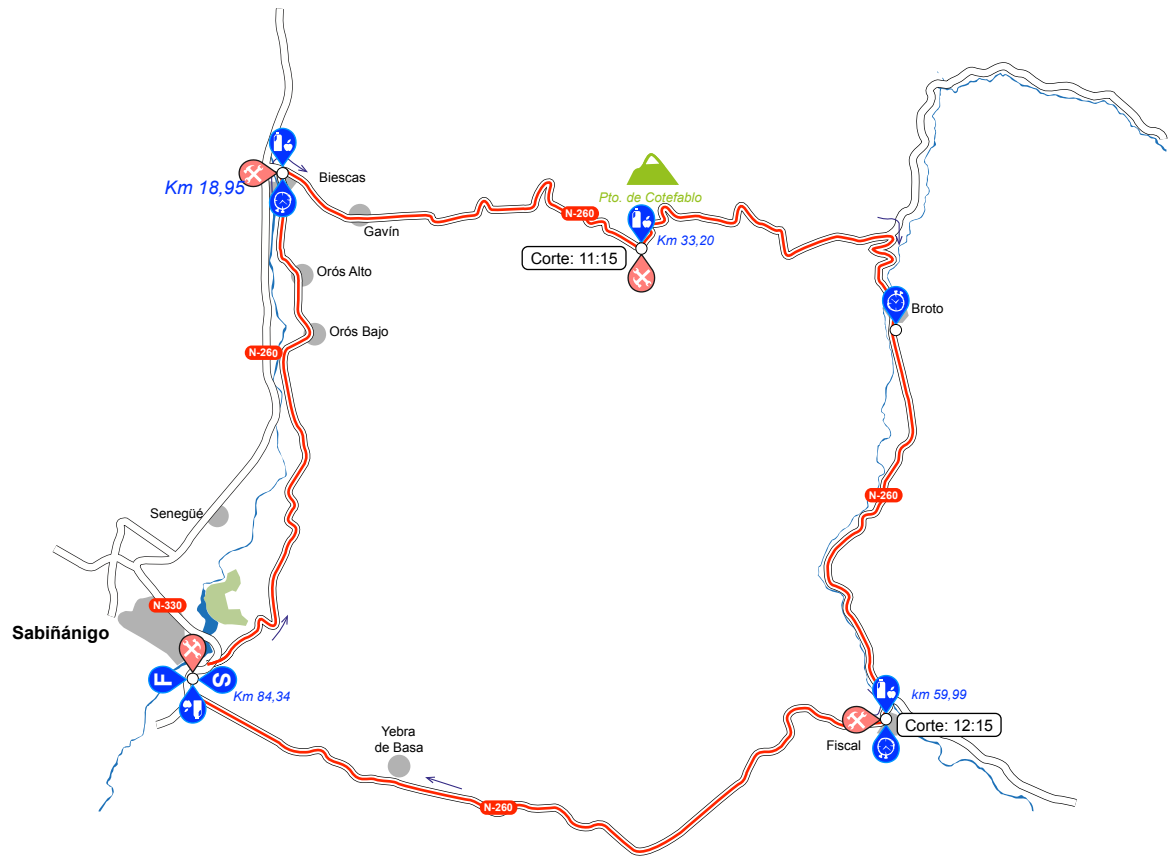 Biescas
Km 18,95
Gavín
N-260
Pto. de Cotefablo
Km 33,20
Corte: 11:15
Orós Alto
Broto
Orós Bajo
N-260
N-260
Senegüé
N-330
Sabiñánigo
F
S
Km 84,34
km 59,99
Corte: 12:15
Fiscal
Yebra
de Basa
N-260